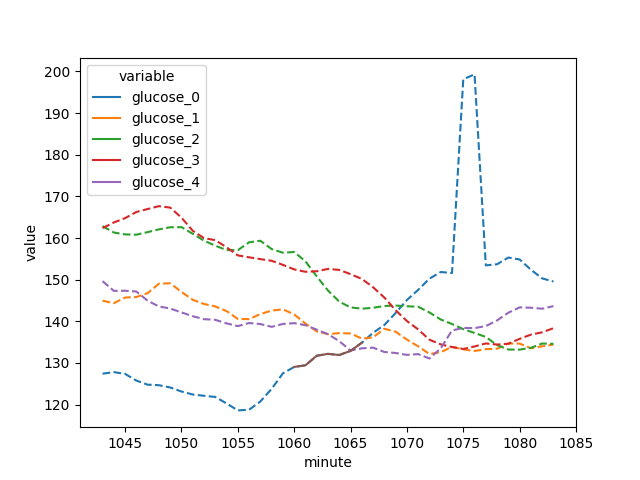 variable
glucose_0
glucose_1
glucose_2
glucose_3
glucose_4
200
190
180
170
160
150
140
130
120
value
1045 1050 1055 1060 1065 1070 1075 1080 1085
minute